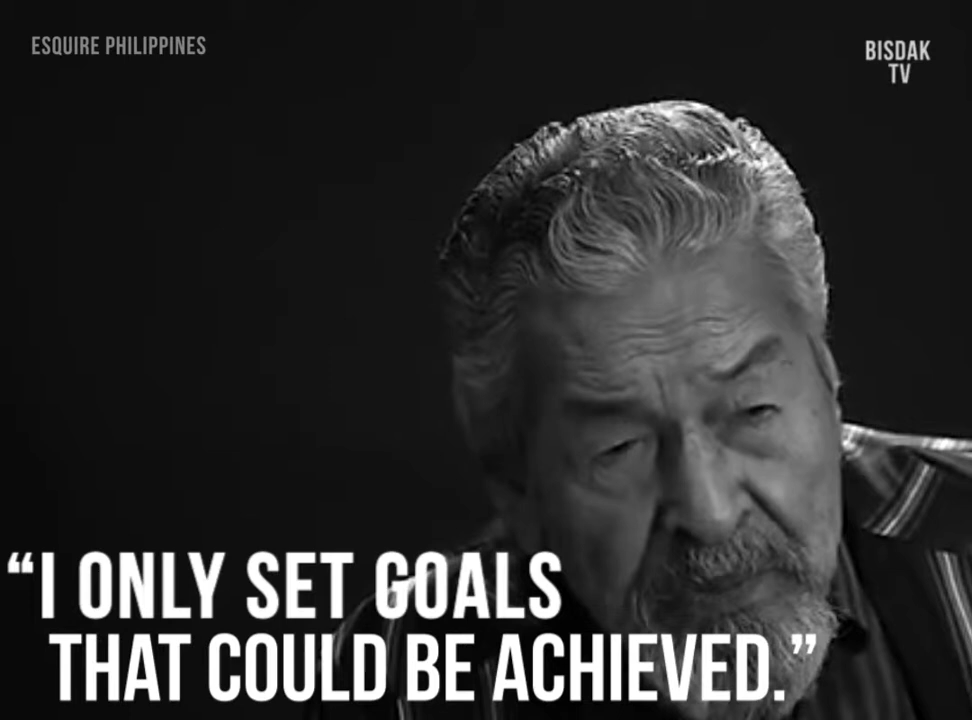 ESQUIRE PHILIPPINES
BISDAK
TV
“I ONLY SET GOALS
THAT COULD BE ACHIEVED.”